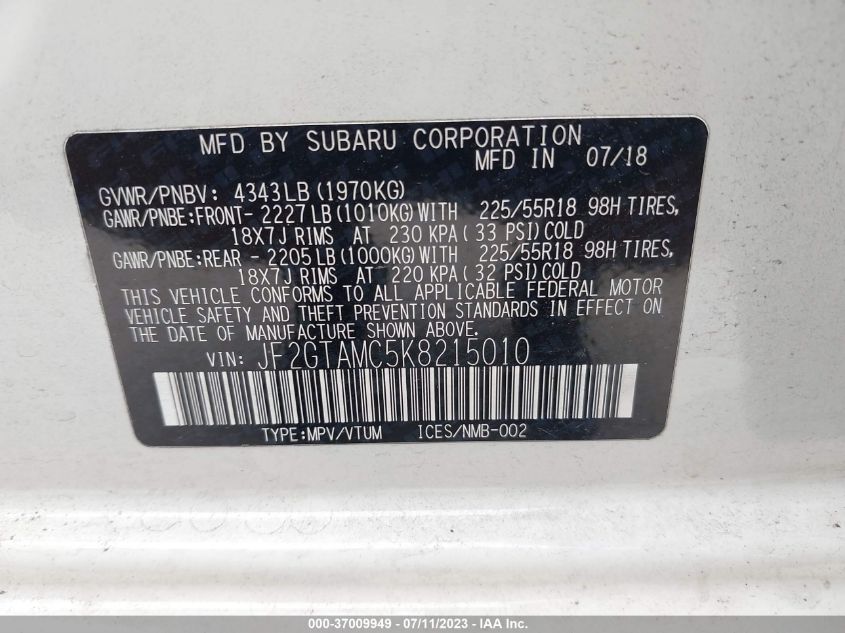 MFD BY SUBARU CORPORATION
MFD IN 07/18
GVWR/PNBV: 4343LB (1970KG)
GAWR/PNBE:FRONT- 2227LB (1010KG) WITH 225/55R18 98H TIRES,
18X7J RIMS AT 230 KPA( 33 PSI) COLD
GAWR/PNBE:REAR - 2205LB (1000KG) WITH 225/55R18 98H TIRES,
18X7J RIMS AT 220 KPA( 32 PSI) COLD
THIS VEHICLE CONFORMS TO ALL APPLICABLE FEDERAL MOTOR
VEHICLE SAFETY AND THEFT PREVENTION STANDARDS IN EFFECT ON
THE DATE OF MANUFACTURE SHOWN ABOVE.
VIN: JF2GTAMC5K8215010
TYPE:MPV/VTUM ICES/NMB-002
000-37009949 - 07/11/2023 - 1 - ©IAA, Inc.